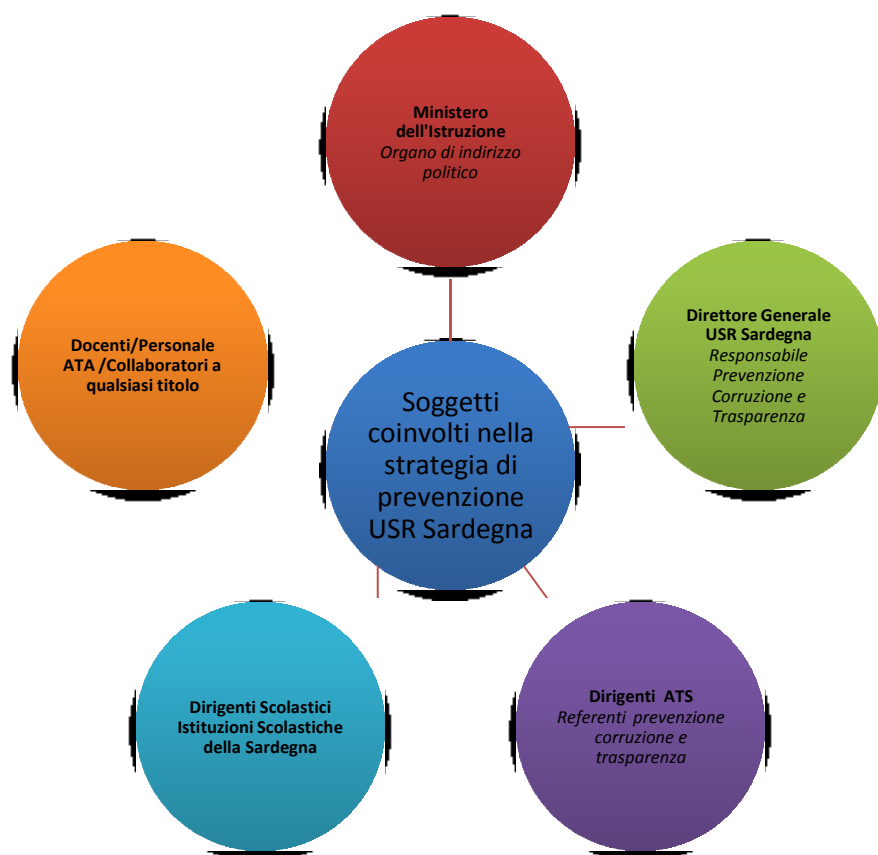 Ministero
dell'Istruzione
Organo di indirizzo
politico
Docenti/Personale
ATA /Collaboratori a
qualsiasi titolo
Direttore Generale
USR Sardegna
Responsabile
Prevenzione
Corruzione e
Trasparenza
Soggetti
coinvolti nella
strategia di
prevenzione
USR Sardegna
Dirigenti Scolastici
Istituzioni Scolastiche
della Sardegna
Dirigenti ATS
Referenti prevenzione
corruzione e
trasparenza